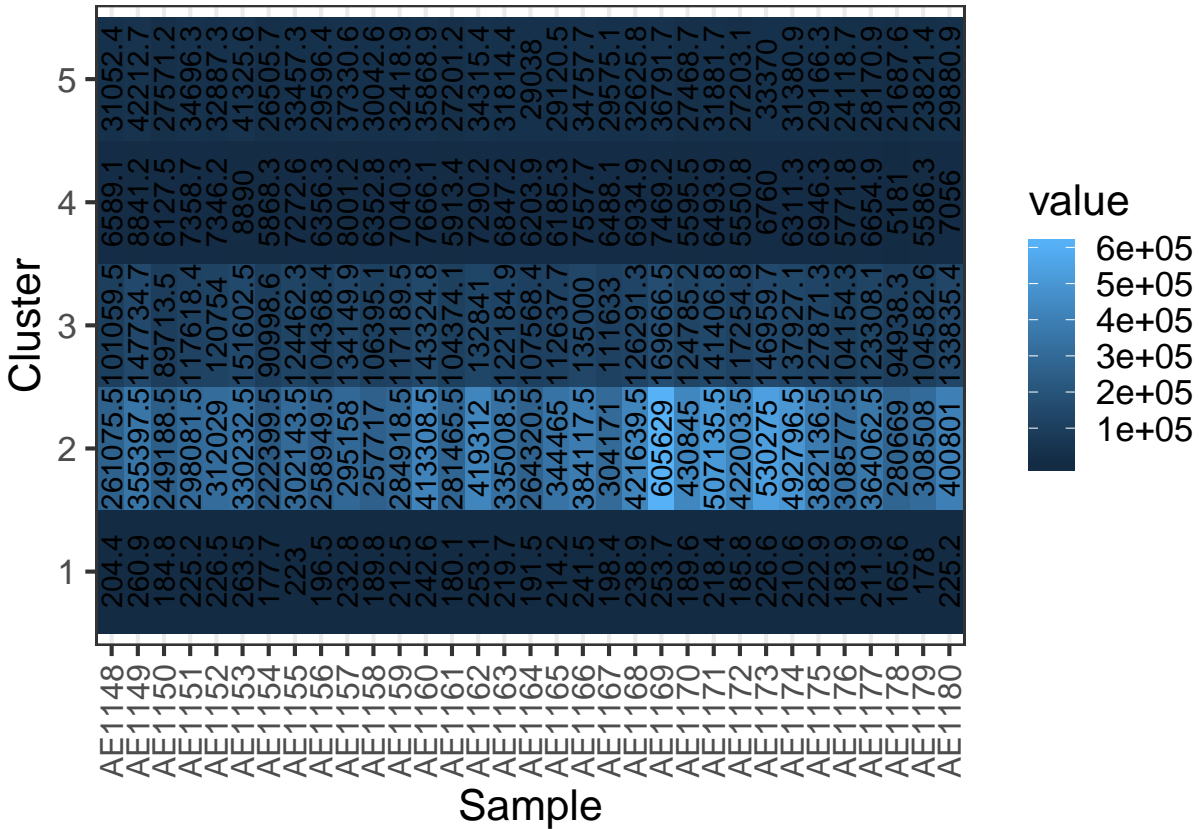 Cluster
5
31052.4 42212.7 27571.2 34696.3 32887.3 41325.6 26505.7 33457.3 29596.4 37330.6 30042.6 32418.9 35868.9 27201.2 34315.4 31814.4 29038 29120.5 34757.7 29575.1 32625.8 36791.7 27468.7 31881.7 27203.1 33370 31380.9 29166.3 24118.7 28170.9 21687.6 23821.4 29880.9
4
6589.1 8841.2 6127.5 7358.7 7346.2 8890 5868.3 7272.6 6356.3 8001.2 6362.8 7040.3 7666.1 5913.4 7290.2 6847.2 6203.9 6185.3 7557.7 6488.1 6934.9 7469.2 5595.5 6493.9 5550.8 6760 6311.3 6946.3 5771.8 6654.9 5181 5586.3 7056
3
101059.5 147734.7 89713.5 117618.4 120754 151602.5 90998.6 124462.3 104368.4 134149.9 106395.1 117189.5 143324.8 104374.1 132841 122184.9 107568.4 112637.7 135000 111633 126291.3 169666.5 124785.2 141406.8 117254.8 146959.7 137927.1 127871.3 104154.3 123308.1 94938.3 104582.6 133835.4
2
261075.5 355397.5 249188.5 298081.5 312029 330232.5 222399.5 302143.5 258949.5 295158 257717 284918.5 413308.5 281465.5 419312 335008.5 264320.5 344465 384117.5 304171 421639.5 605629 430845 507135.5 422003.5 530275 492796.5 382136.5 308577.5 364062.5 280669 308508 400801
1
204.4 260.9 184.8 225.2 226.5 263.5 177.7 223 196.5 232.8 189.8 212.5 242.6 180.1 253.1 219.7 191.5 214.2 241.5 198.4 238.9 253.7 189.6 218.4 185.8 226.6 210.6 222.9 183.9 211.9 165.6 178 225.2
AE1148 AE1149 AE1150 AE1151 AE1152 AE1153 AE1154 AE1155 AE1156 AE1157 AE1158 AE1159 AE1160 AE1161 AE1162 AE1163 AE1164 AE1165 AE1166 AE1167 AE1168 AE1169 AE1170 AE1171 AE1172 AE1173 AE1174 AE1175 AE1176 AE1177 AE1178 AE1179 AE1180
Sample
value
6e+05
5e+05
4e+05
3e+05
2e+05
1e+05